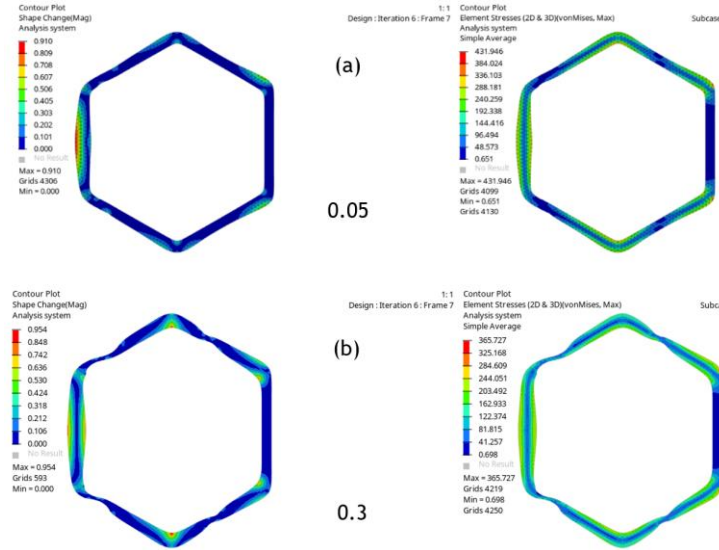 Contour Plot
Shape Change(Mag)
Analysis system
0.910
0.809
0.708
0.607
0.506
0.405
0.303
0.202
0.101
0.000
No Result
Max = 0.910
Grids 4306
Min = 0.000
1: 1
Design : Iteration 6 : Frame 7
(a)
0.05
Contour Plot
Element Stresses (2D & 3D)(vonMises, Max)
Analysis system
Simple Average
Subcas
431.946
384.024
336.103
288.181
240.259
192.338
144.416
96.494
48.573
0.651
No Result
Max = 431.946
Grids 4099
Min = 0.651
Grids 4130
Contour Plot
Shape Change(Mag)
Analysis system
0.954
0.848
0.742
0.636
0.530
0.424
0.318
0.212
0.106
0.000
No Result
Max = 0.954
Grids 593
Min = 0.000
1: 1
Design : Iteration 6 : Frame 7
(b)
0.3
Contour Plot
Element Stresses (2D & 3D)(vonMises, Max)
Analysis system
Simple Average
Subca
365.727
325.168
284.609
244.051
203.492
162.933
122.374
81.815
41.257
0.698
No Result
Max = 365.727
Grids 4219
Min = 0.698
Grids 4250